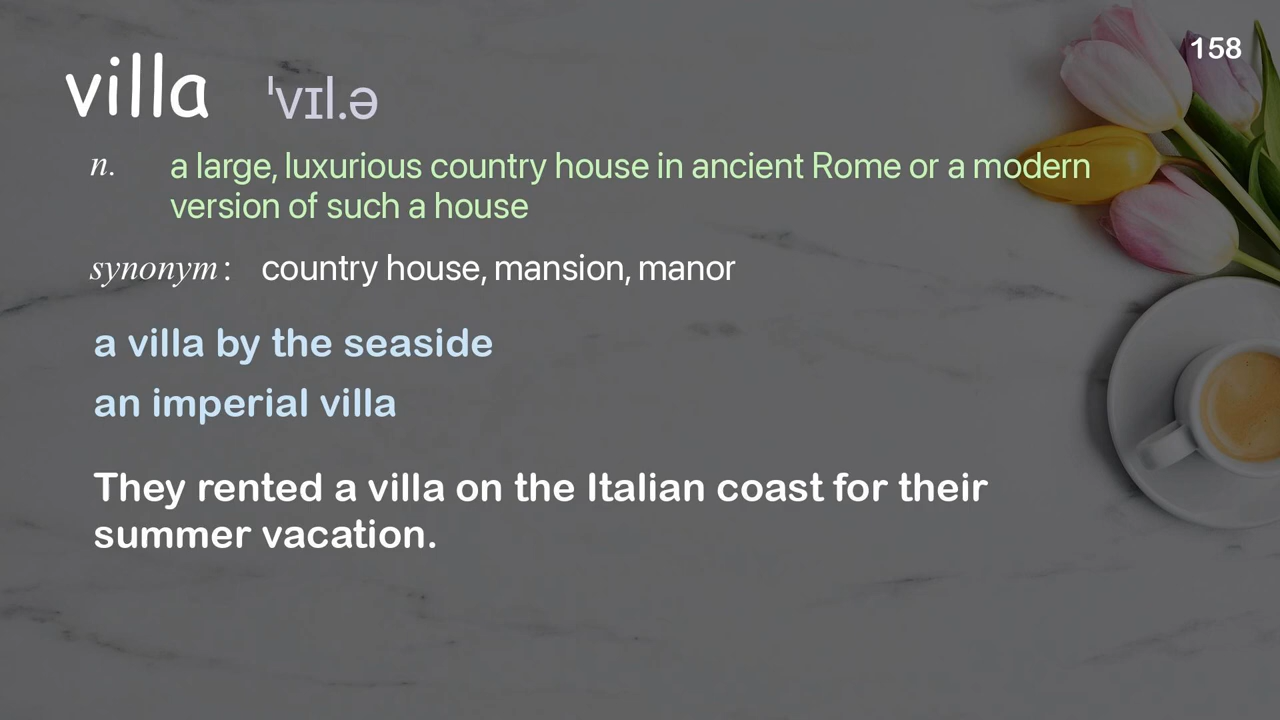 158
villa ˈvɪl.ə
n. a large, luxurious country house in ancient Rome or a modern
version of such a house
synonym: country house, mansion, manor
a villa by the seaside
an imperial villa
They rented a villa on the Italian coast for their
summer vacation.